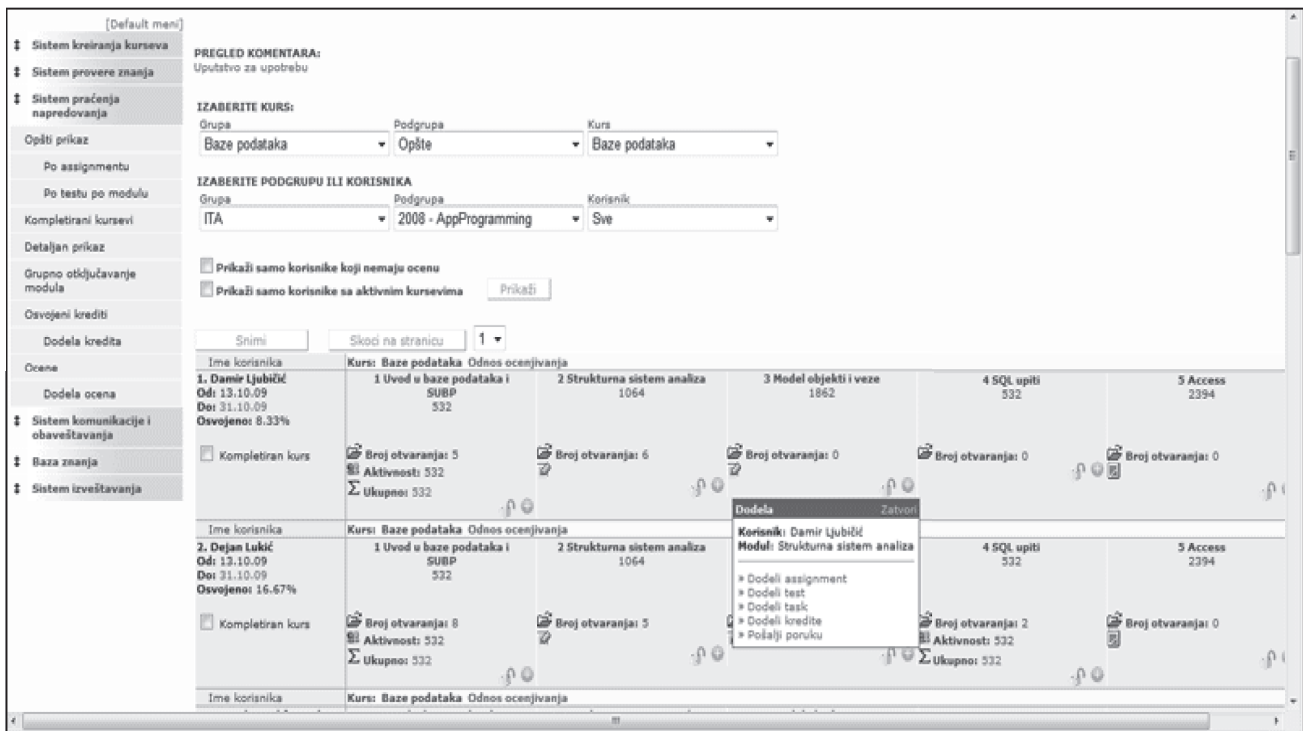 [Default meni]
Sistem kreiranja kurseva
Sistem provere znanja
Sistem praćenja
napredovanja
Opšti prikaz
Po assignmentu
Po testu po modulu
Kompletirani kursevi
Detaljan prikaz
Grupno otključavanje
modula
Osvojeni krediti
Dodela kredita
Ocene
Dodela ocena
Sistem komunikacije i
obaveštavanja
Baza znanja
Sistem izveštavanja
PREGLED KOMENTARA:
Uputstvo za upotrebu
IZABERITE KURS:
Grupa Podgrupa Kurs
Baze podataka Opšte Baze podataka
IZABERITE PODGRUPU ILI KORISNIKA
Grupa Podgrupa Korisnik
ITA 2008 - AppProgramming Sve
Prikaži samo korisnike koji nemaju ocenu
Prikaži samo korisnike sa aktivnim kursevima Prikaži
Snimi Skoci na stranicu 1
Ime korisnika Kurs: Baze podataka Odnos ocenjivanja
1. Damir Ljubičić 1 Uvod u baze podataka i 2 Strukturna sistem analiza 3 Model objekti i veze 4 SQL upiti 5 Access
Od: 13.10.09 SUBP 1064 1862 532 2394
Do: 31.10.09 532
Osvojeno: 8.33%
Kompletiran kurs Broj otvaranja: 5 Broj otvaranja: 6 Broj otvaranja: 0 Broj otvaranja: 0 Broj otvaranja: 0
Aktivnost: 532
Σ Ukupno: 532
Dodela Zatvori
Korisnik: Damir Ljubičić
Modul: Strukturna sistem analiza
» Dodeli assignment
» Dodeli test
» Dodeli task
» Dodeli kredite
» Pošalji poruku
Ime korisnika Kurs: Baze podataka Odnos ocenjivanja
2. Dejan Lukić 1 Uvod u baze podataka i 2 Strukturna sistem analiza 4 SQL upiti 5 Access
Od: 13.10.09 SUBP 1064 532 2394
Do: 31.10.09 532
Osvojeno: 16.67%
Kompletiran kurs Broj otvaranja: 8 Broj otvaranja: 5 Broj otvaranja: 2 Broj otvaranja: 0
Aktivnost: 532 Aktivnost: 532
Σ Ukupno: 532 Σ Ukupno: 532
Ime korisnika Kurs: Baze podataka Odnos ocenjivanja